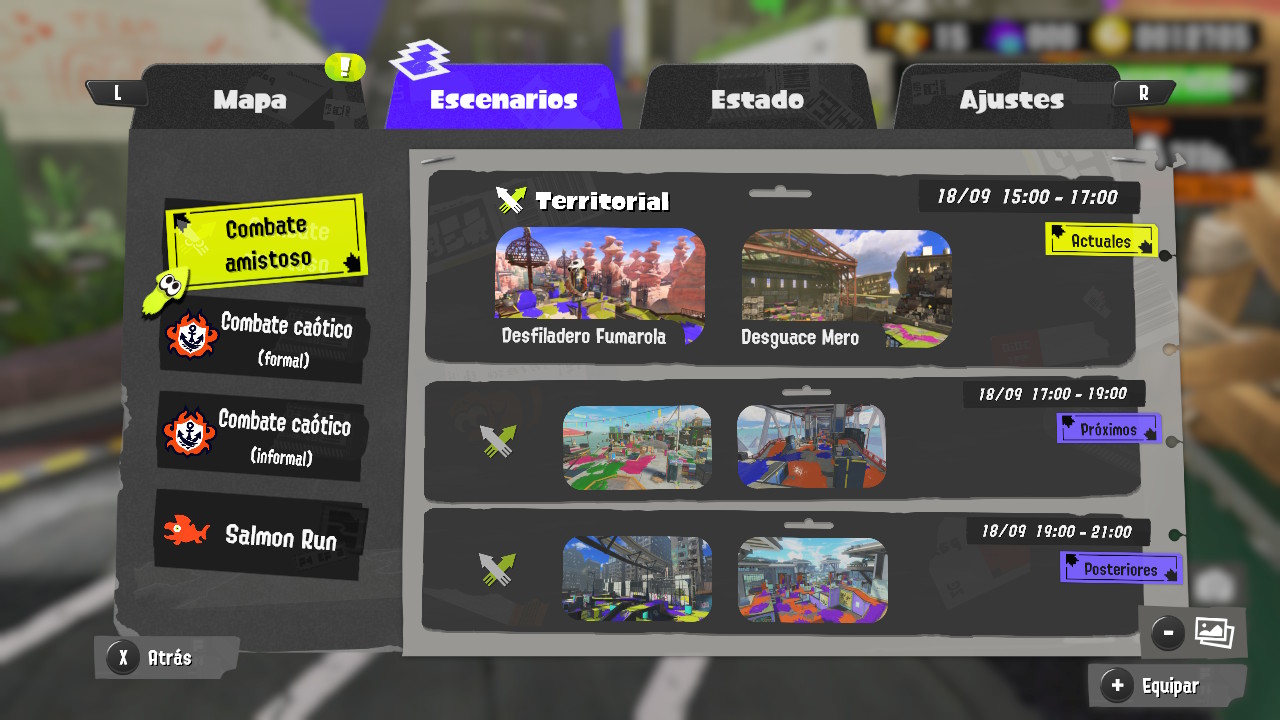 L
Mapa
!
Escenarios
Estado
Ajustes
R
Combate
amistoso
Combate caótico
(formal)
Combate caótico
(informal)
Salmon Run
Territorial
18/09 15:00 - 17:00
Actuales
Desfiladero Fumarola
Desguace Mero
18/09 17:00 - 19:00
Próximos
18/09 19:00 - 21:00
Posteriores
X Atrás
-
+ Equipar